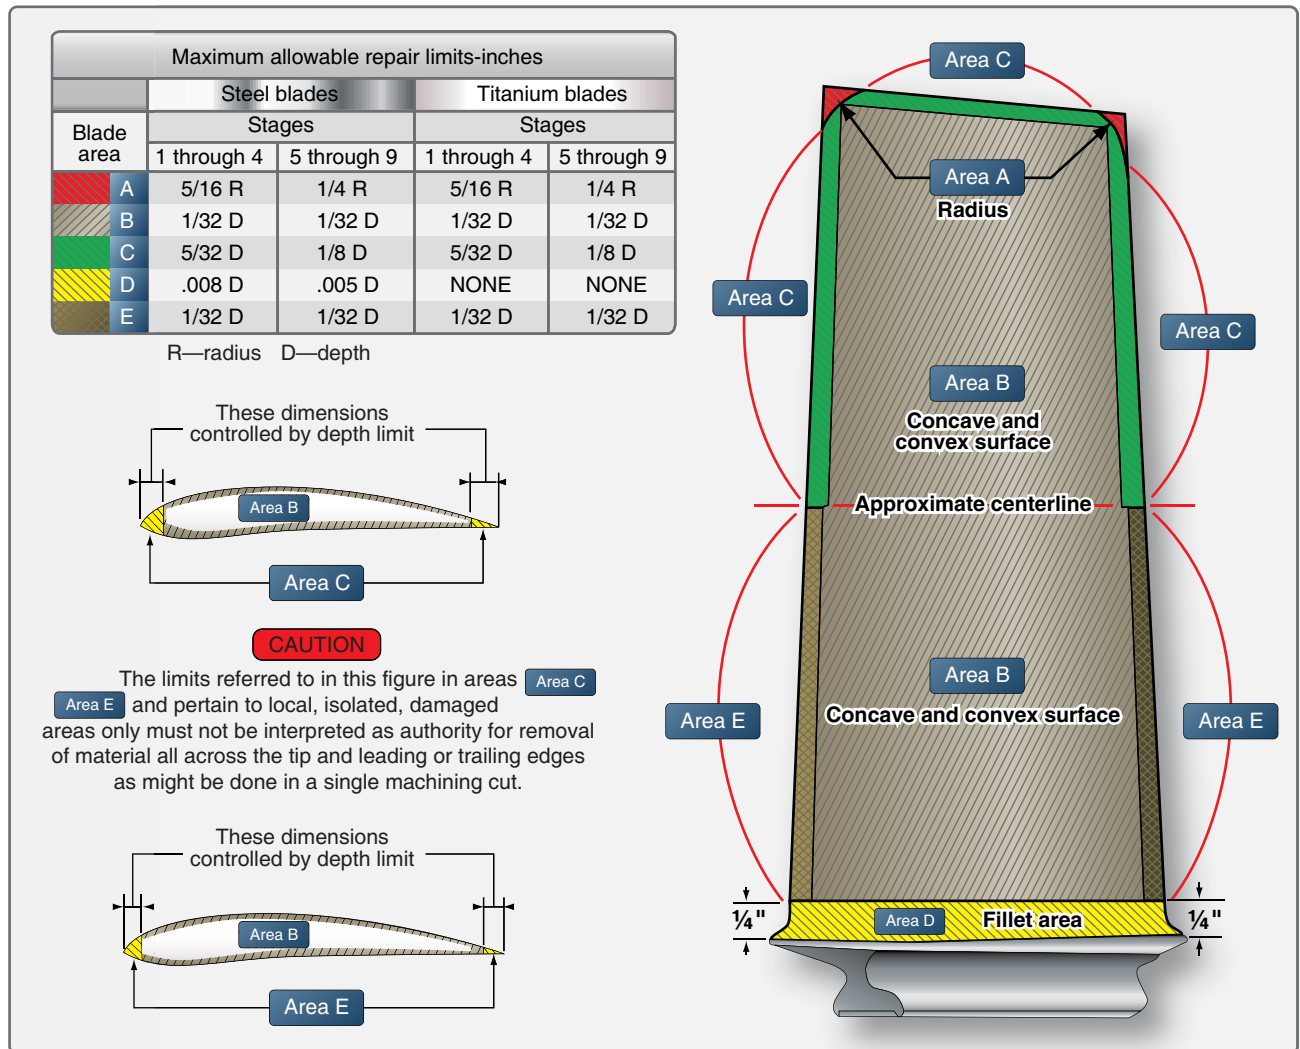 Maximum allowable repair limits-inches
Steel blades Titanium blades
Blade area Stages Stages
1 through 4 5 through 9 1 through 4 5 through 9
A 5/16 R 1/4 R 5/16 R 1/4 R
B 1/32 D 1/32 D 1/32 D 1/32 D
C 5/32 D 1/8 D 5/32 D 1/8 D
D .008 D .005 D NONE NONE
E 1/32 D 1/32 D 1/32 D 1/32 D
R—radius D—depth
These dimensions
controlled by depth limit
Area B
Area C
CAUTION
The limits referred to in this figure in areas Area C
Area E and pertain to local, isolated, damaged
areas only must not be interpreted as authority for removal
of material all across the tip and leading or trailing edges
as might be done in a single machining cut.
These dimensions
controlled by depth limit
Area B
Area E
Area C
Area A
Radius
Area C
Area C
Area B
Concave and
convex surface
Approximate centerline
Area B
Concave and convex surface
Area E
Area E
¼"
Area D
Fillet area
¼"